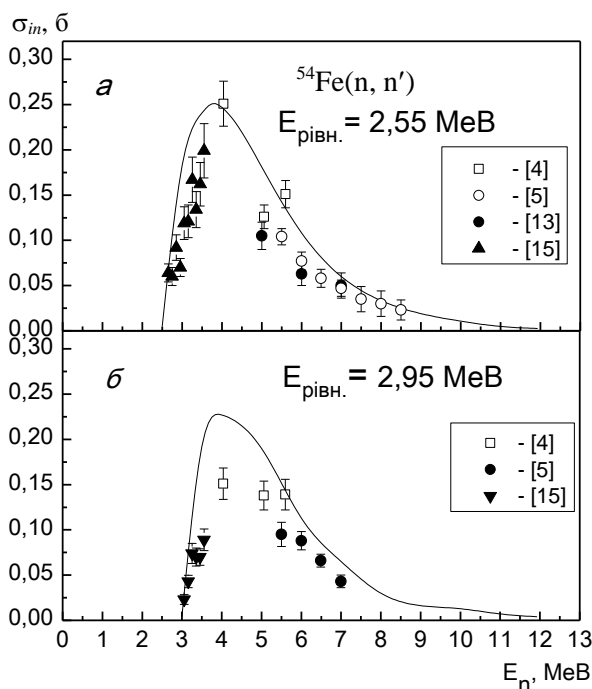 σin, б
0,30
0,25
0,20
0,15
0,10
0,05
0,00
а
⁵⁴Fe(n, n′)
Eрівн. = 2,55 МеВ
- [4]
- [5]
- [13]
- [15]
0,30
0,25
0,20
0,15
0,10
0,05
0,00
б
Eрівн. = 2,95 МеВ
- [4]
- [5]
- [15]
0 1 2 3 4 5 6 7 8 9 10 11 12 13
En, МеВ